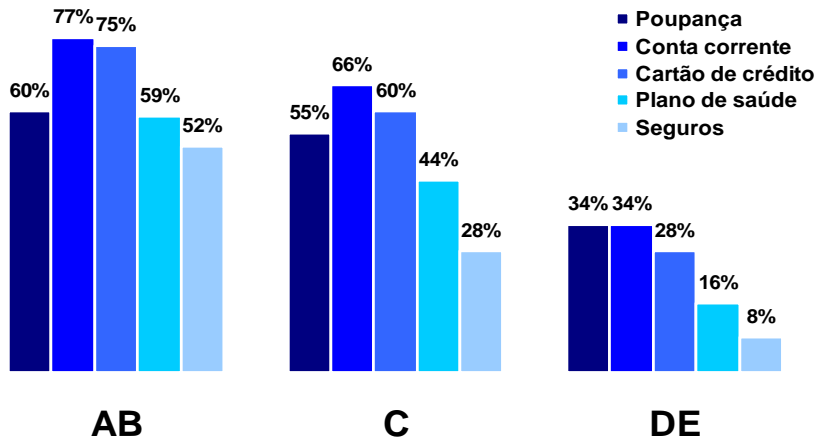 77%
75%
60%
59%
52%
AB
66%
60%
55%
44%
28%
C
34%
34%
28%
16%
8%
DE
Poupança
Conta corrente
Cartão de crédito
Plano de saúde
Seguros